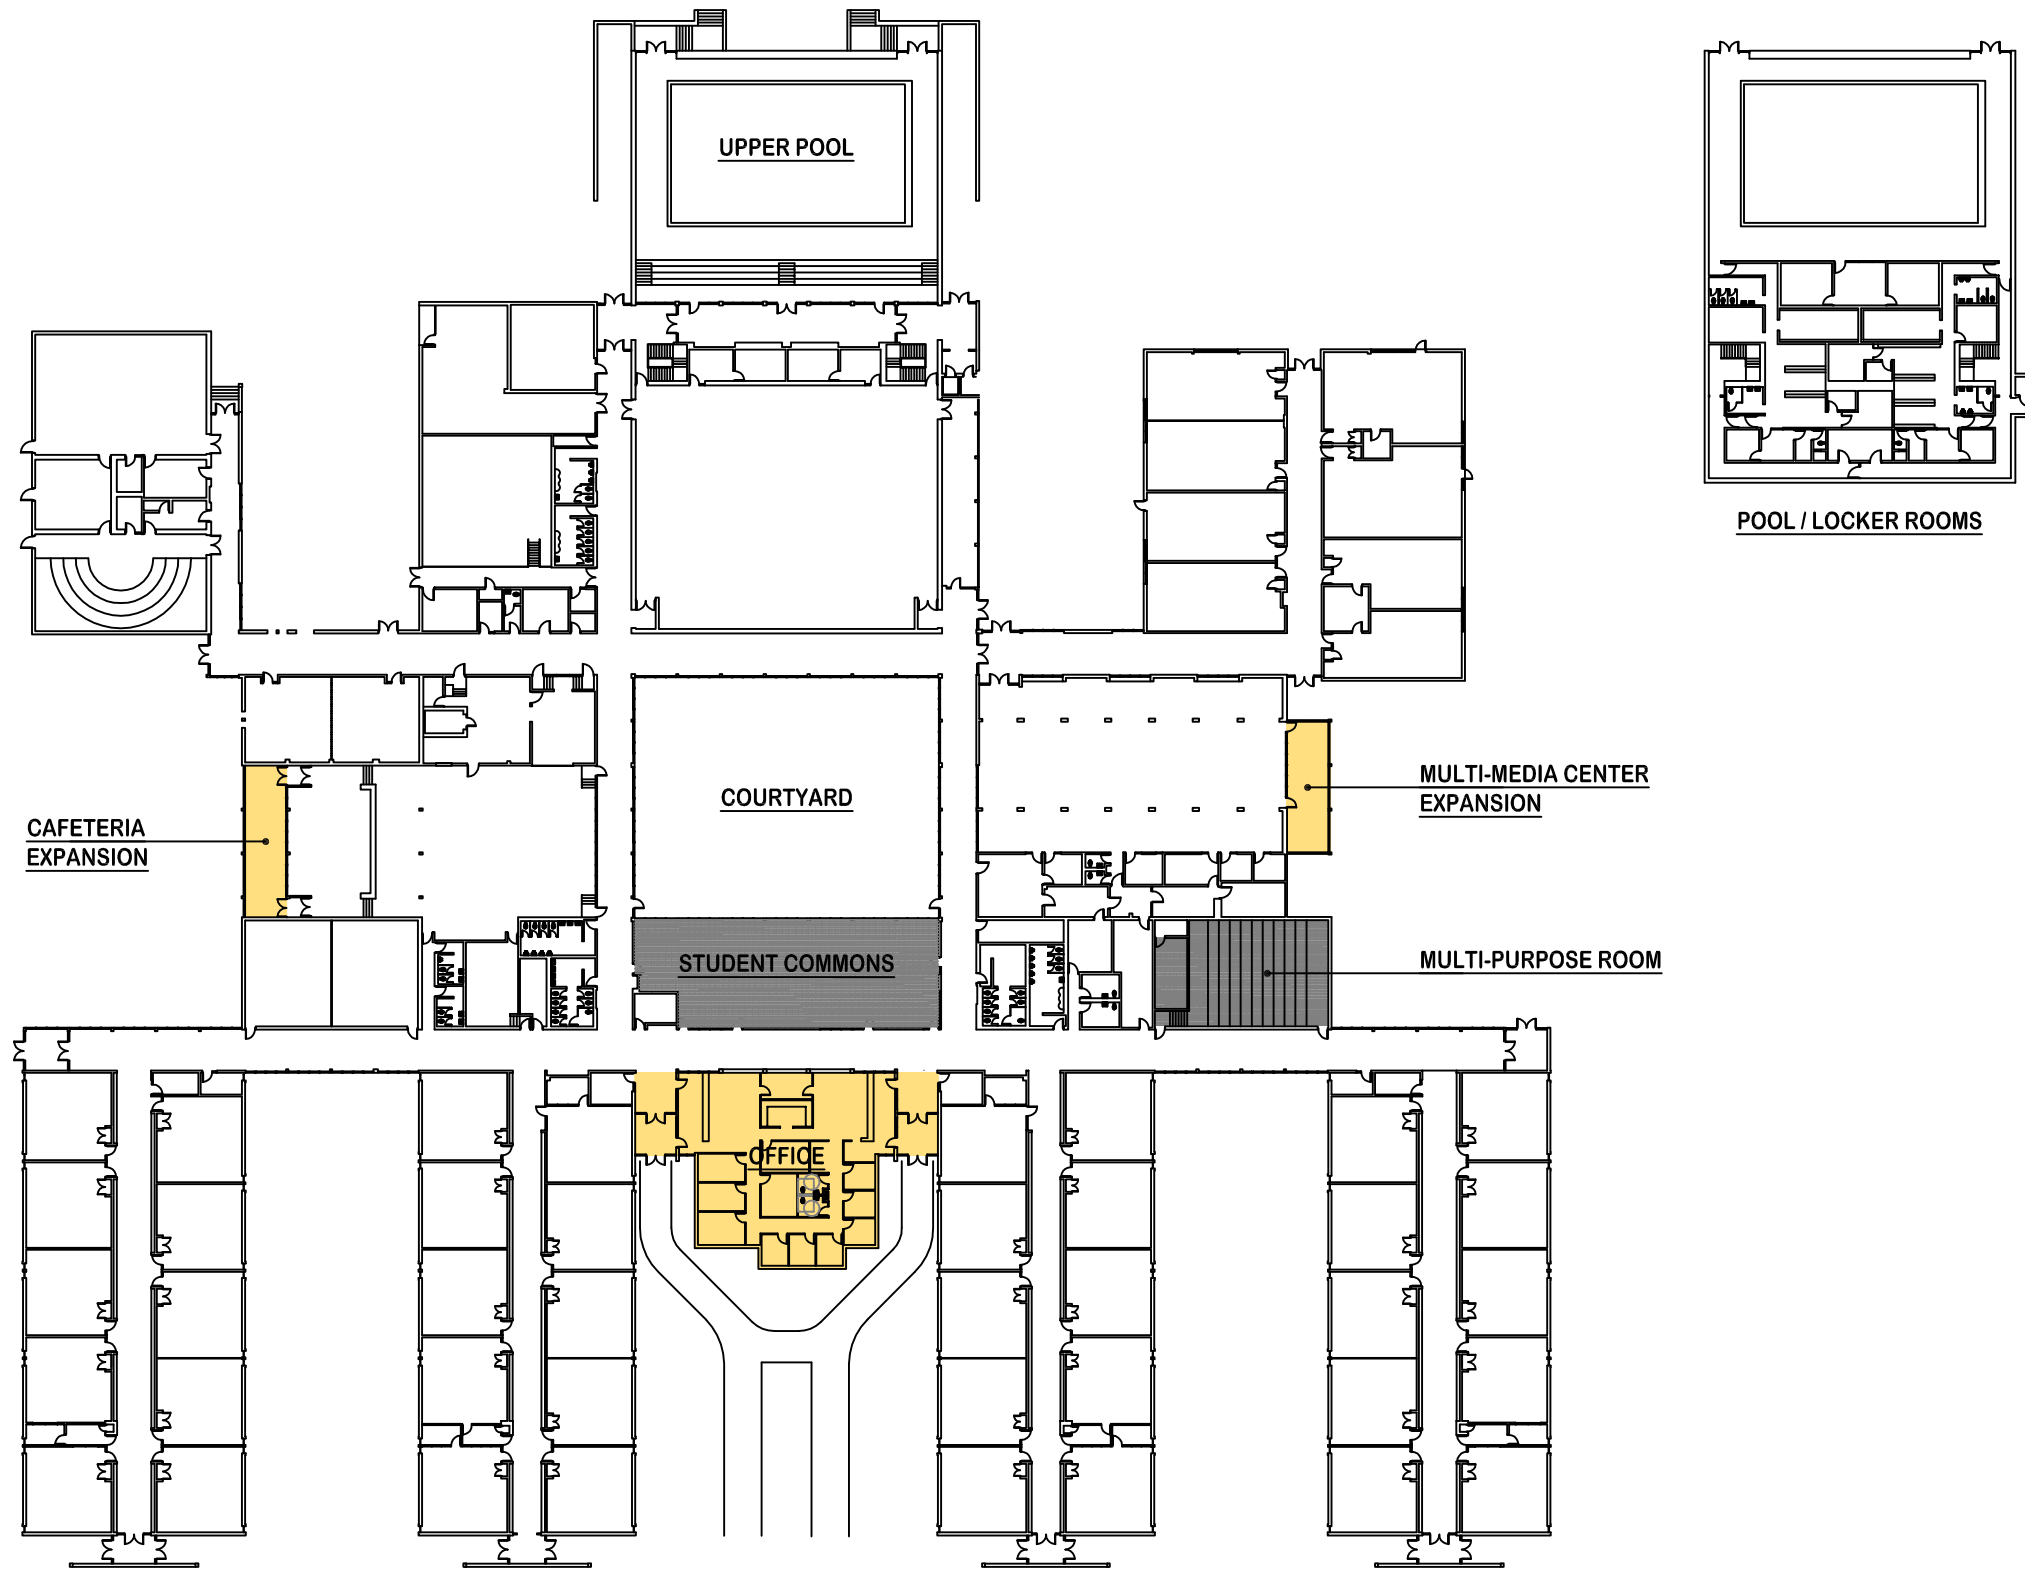 UPPER POOL
POOL / LOCKER ROOMS
MULTI-MEDIA CENTER
EXPANSION
COURTYARD
CAFETERIA
EXPANSION
STUDENT COMMONS
MULTI-PURPOSE ROOM
OFFICE